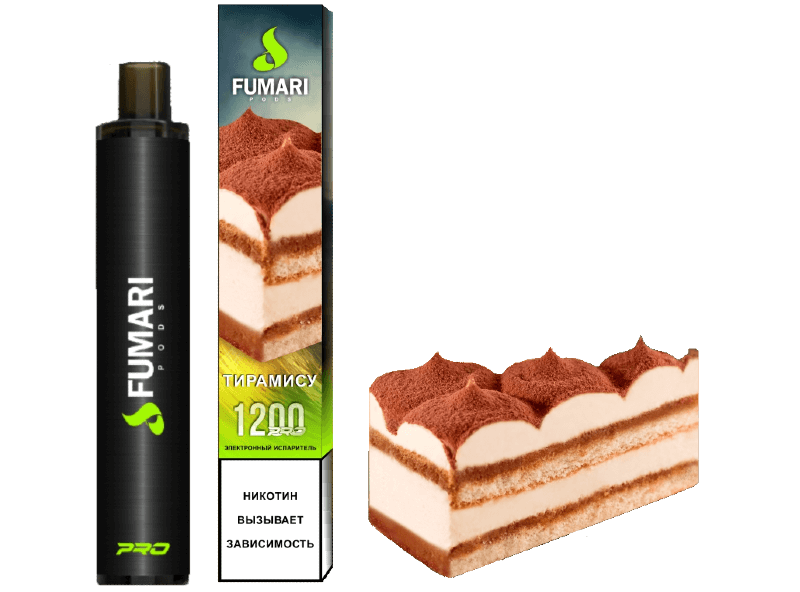 FUMARI
PODS
PRO
FUMARI
PODS
ТИРАМИСУ
1200
PRO
ЭЛЕКТРОННЫЙ ИСПАРИТЕЛЬ
НИКОТИН
ВЫЗЫВАЕТ
ЗАВИСИМОСТЬ